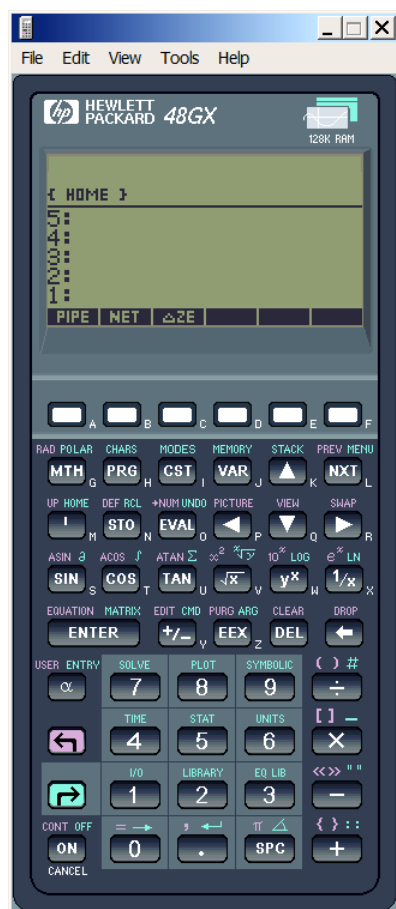 File Edit View Tools Help
hp HEWLETT PACKARD 48GX
128K RAM
{ HOME }
5:
4:
3:
2:
1:
PIPE NET △ZE
A B C D E F
RAD POLAR CHARS MODES MEMORY STACK PREV MENU
MTH G PRG H CST I VAR J ▲ K NXT L
UP HOME DEF RCL →NUM UNDO PICTURE VIEW SWAP
' M STO N EVAL O ◀ P ▼ Q ▶ R
ASIN ∂ ACOS ∫ ATAN Σ x² ˣ√y 10ˣ LOG eˣ LN
SIN S COS T TAN U √x V yˣ W 1/x X
EQUATION MATRIX EDIT CMD PURG ARG CLEAR DROP
ENTER +/- Y EEX Z DEL ←
USER ENTRY SOLVE PLOT SYMBOLIC ( ) #
α 7 8 9 ÷
TIME STAT UNITS [ ] _
4 5 6 ×
I/O LIBRARY EQ LIB «» " "
1 2 3 −
CONT OFF = → , ↵ π ∠ { } : :
ON 0 . SPC +
CANCEL